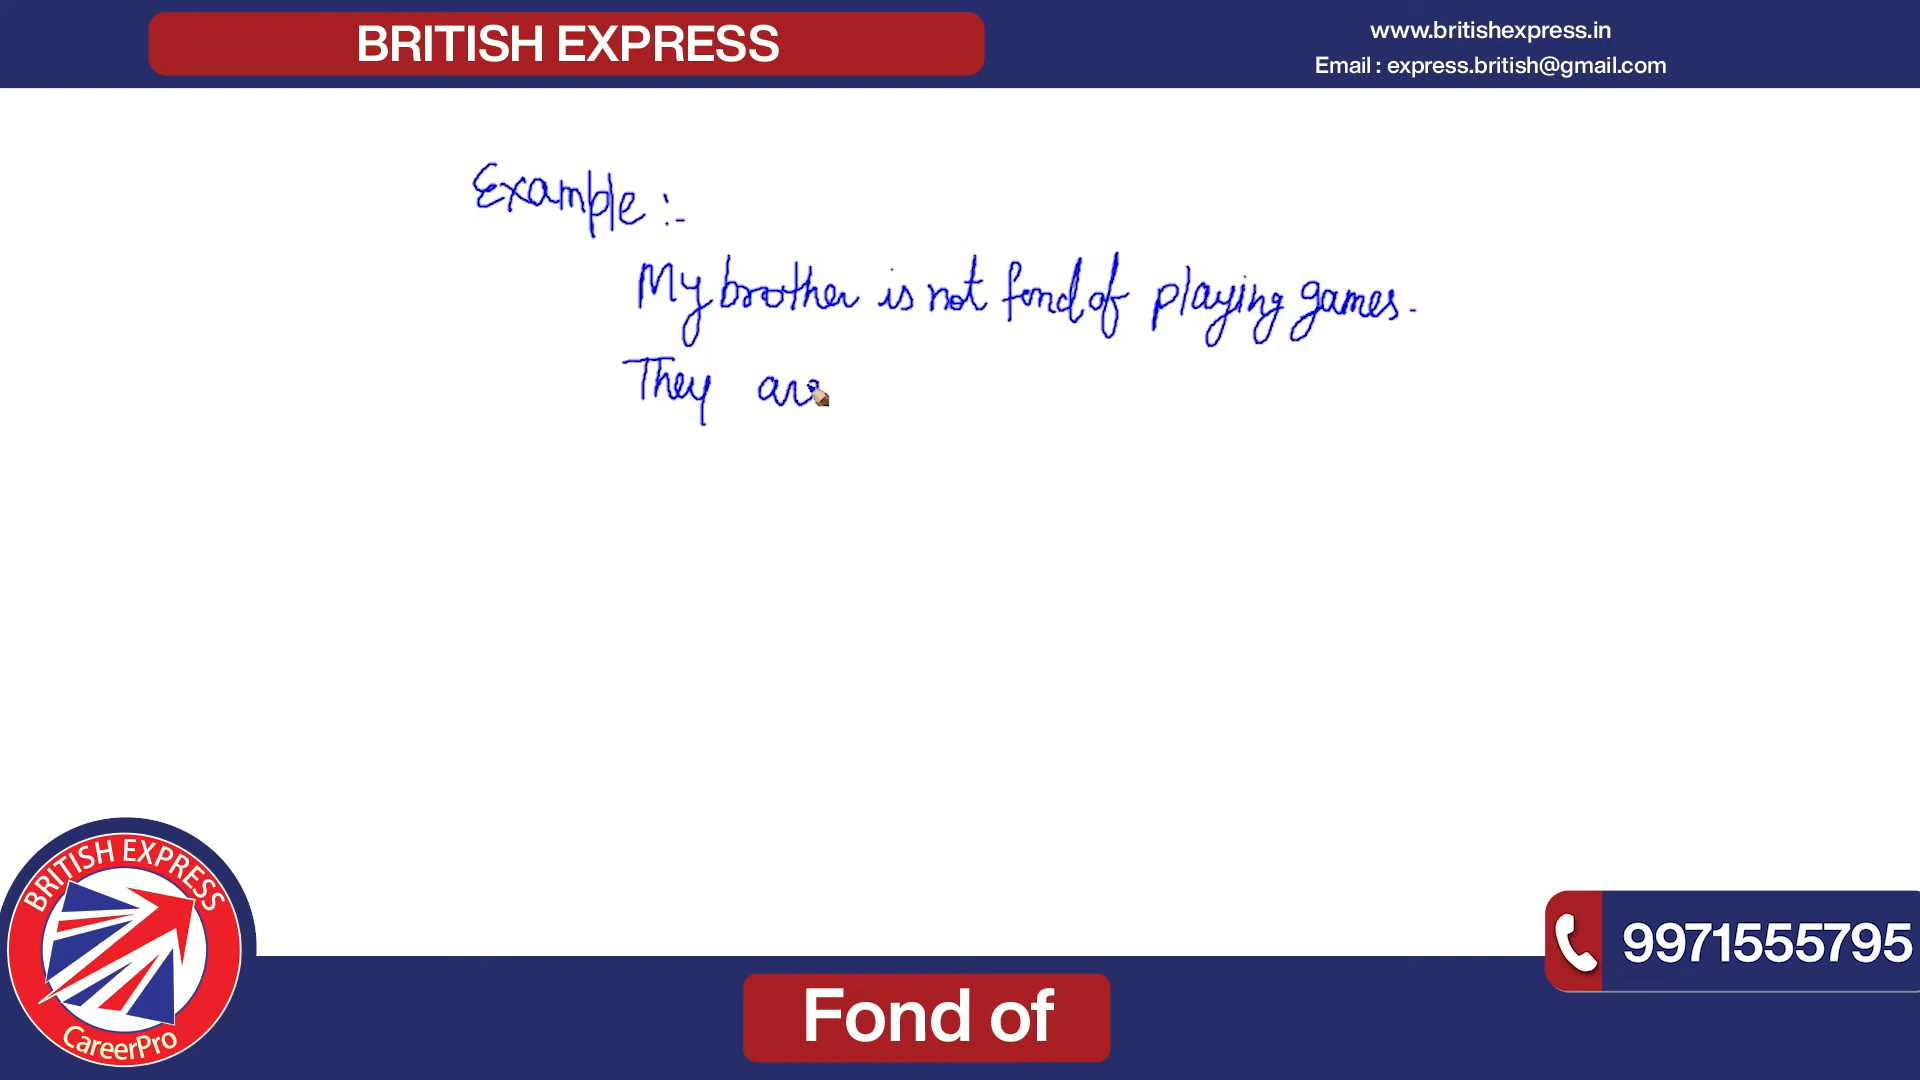 BRITISH EXPRESS
www.britishexpress.in
Email : express.british@gmail.com
Example :-
My brother is not fond of playing games.
They are
BRITISH EXPRESS
CareerPro
9971555795
Fond of